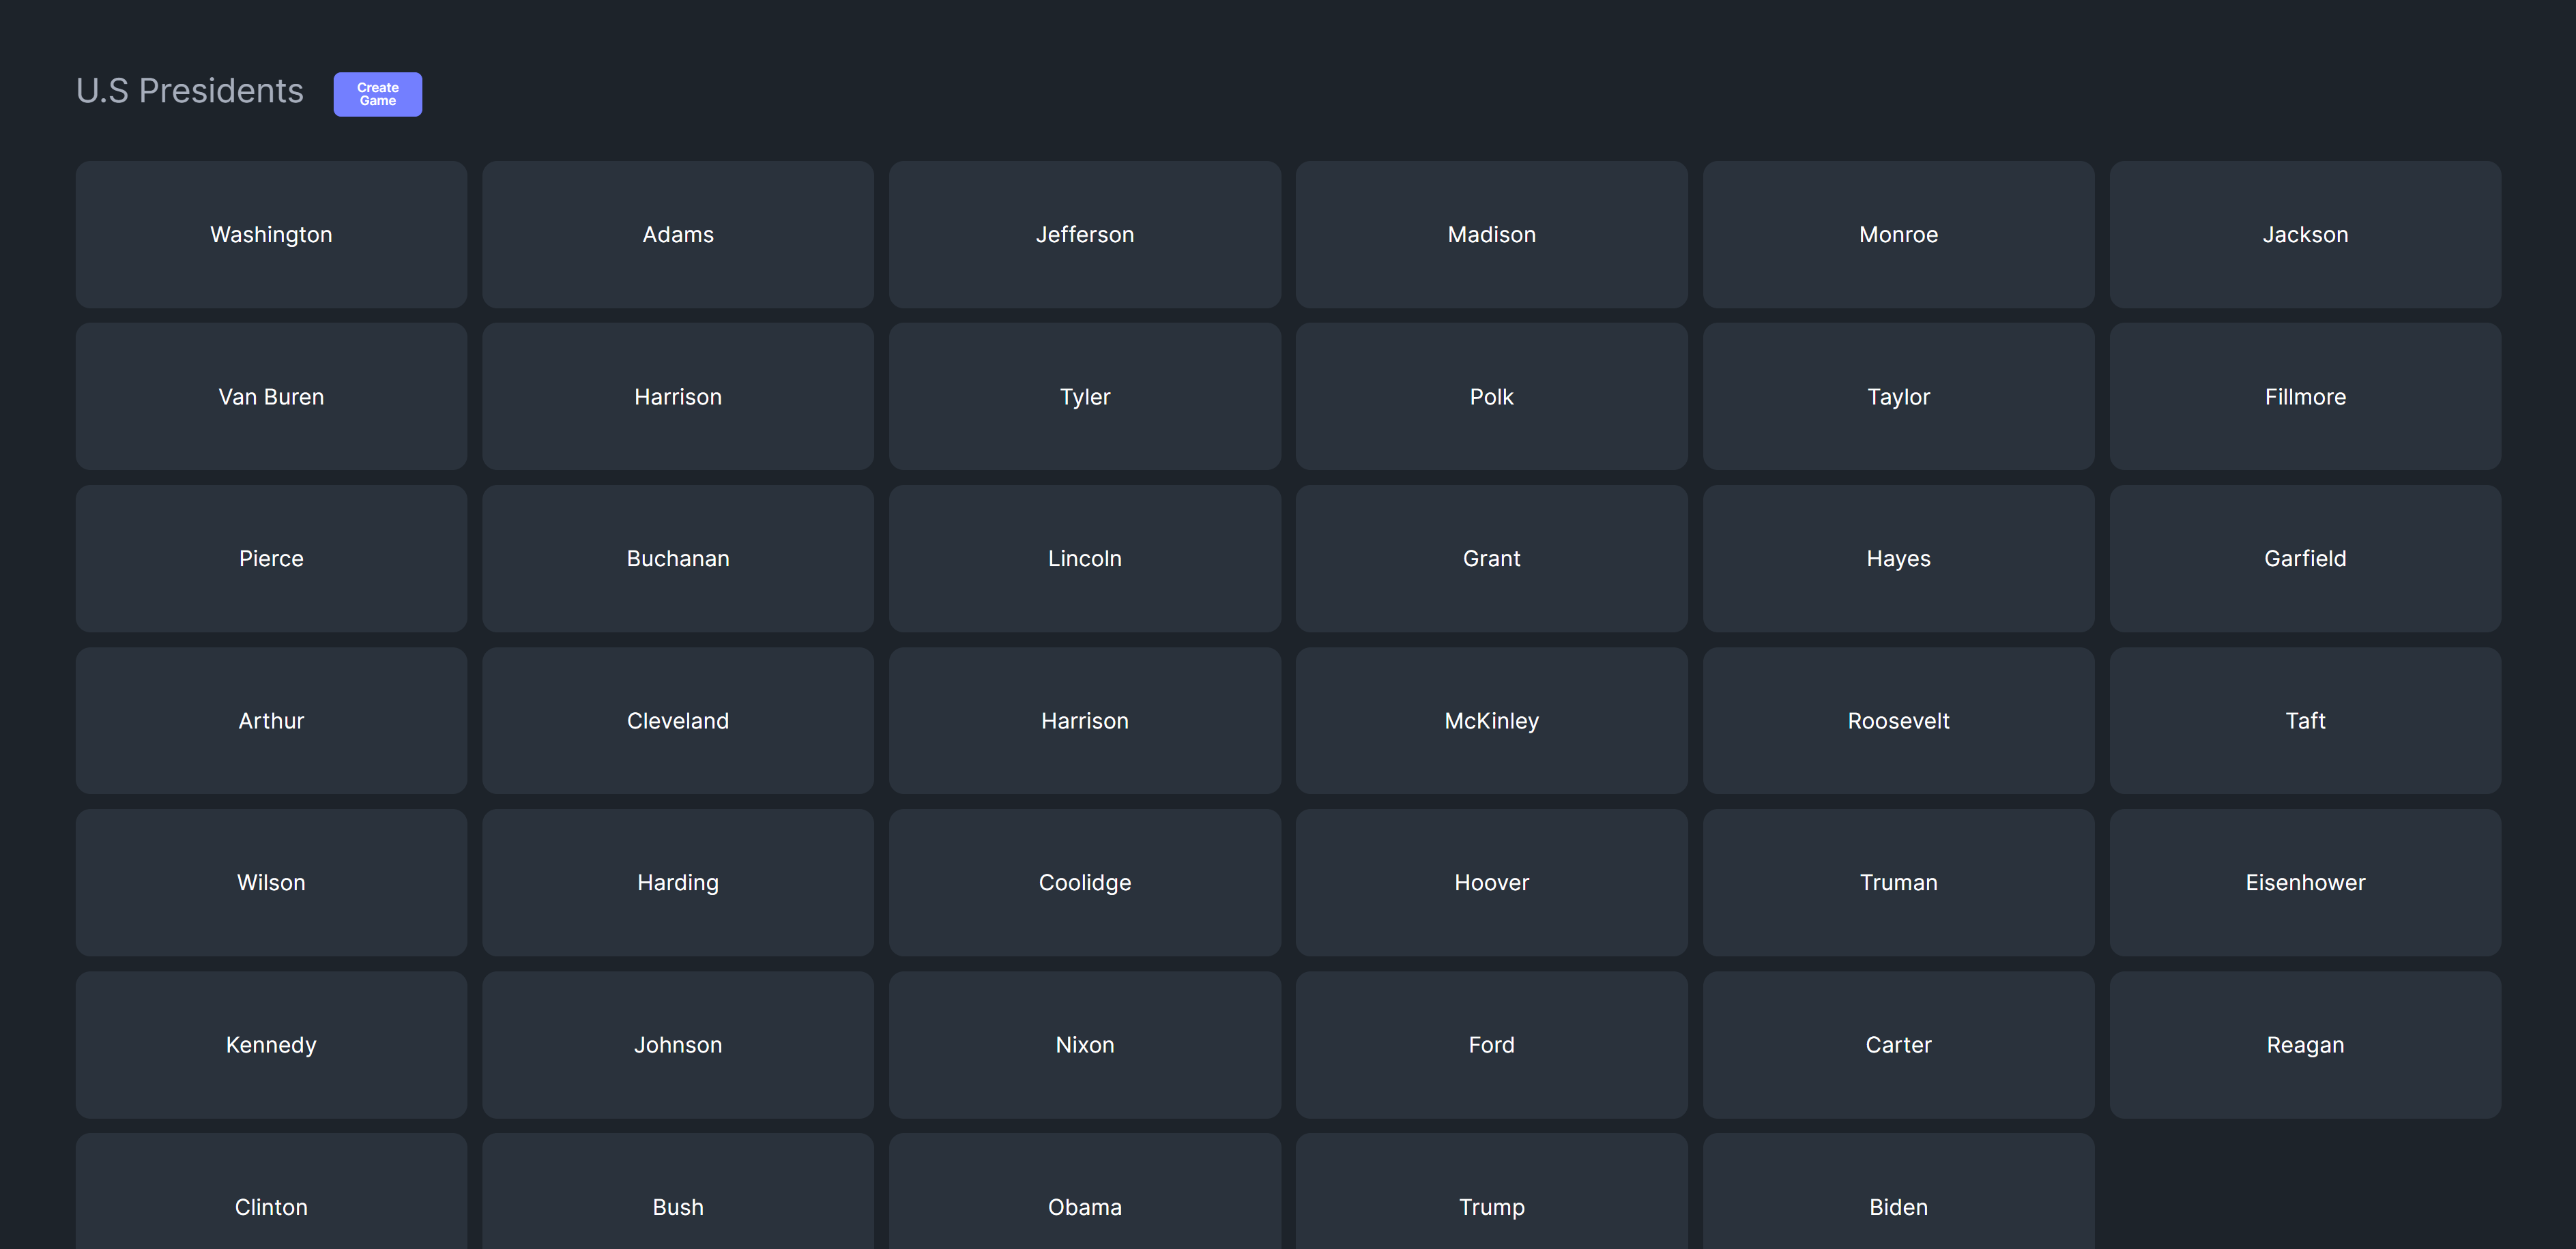 U.S Presidents
Create
Game
Washington
Adams
Jefferson
Madison
Monroe
Jackson
Van Buren
Harrison
Tyler
Polk
Taylor
Fillmore
Pierce
Buchanan
Lincoln
Grant
Hayes
Garfield
Arthur
Cleveland
Harrison
McKinley
Roosevelt
Taft
Wilson
Harding
Coolidge
Hoover
Truman
Eisenhower
Kennedy
Johnson
Nixon
Ford
Carter
Reagan
Clinton
Bush
Obama
Trump
Biden